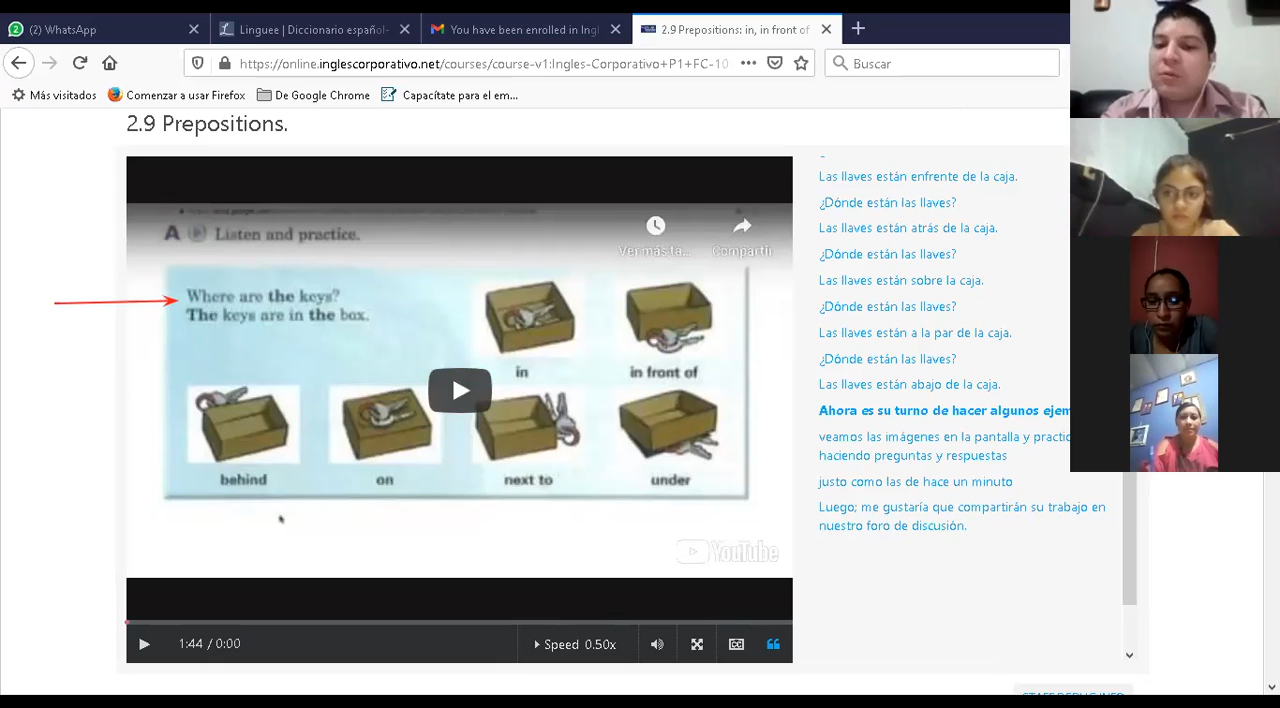 (2) WhatsApp
Linguee | Diccionario español-
You have been enrolled in Ingl
2.9 Prepositions: in, in front of
https://online.inglescorporativo.net/courses/course-v1:Ingles-Corporativo+P1+FC-10
Buscar
Más visitados
Comenzar a usar Firefox
De Google Chrome
Capacítate para el em...
2.9 Prepositions.
A Listen and practice.
Ver más ta...
Compartir
Where are the keys?
The keys are in the box.
in
in front of
behind
on
next to
under
YouTube
1:44 / 0:00
Speed 0.50x
Las llaves están enfrente de la caja.
¿Dónde están las llaves?
Las llaves están atrás de la caja.
¿Dónde están las llaves?
Las llaves están sobre la caja.
¿Dónde están las llaves?
Las llaves están a la par de la caja.
¿Dónde están las llaves?
Las llaves están abajo de la caja.
Ahora es su turno de hacer algunos ejem
veamos las imágenes en la pantalla y practic
haciendo preguntas y respuestas
justo como las de hace un minuto
Luego; me gustaría que compartirán su trabajo en
nuestro foro de discusión.